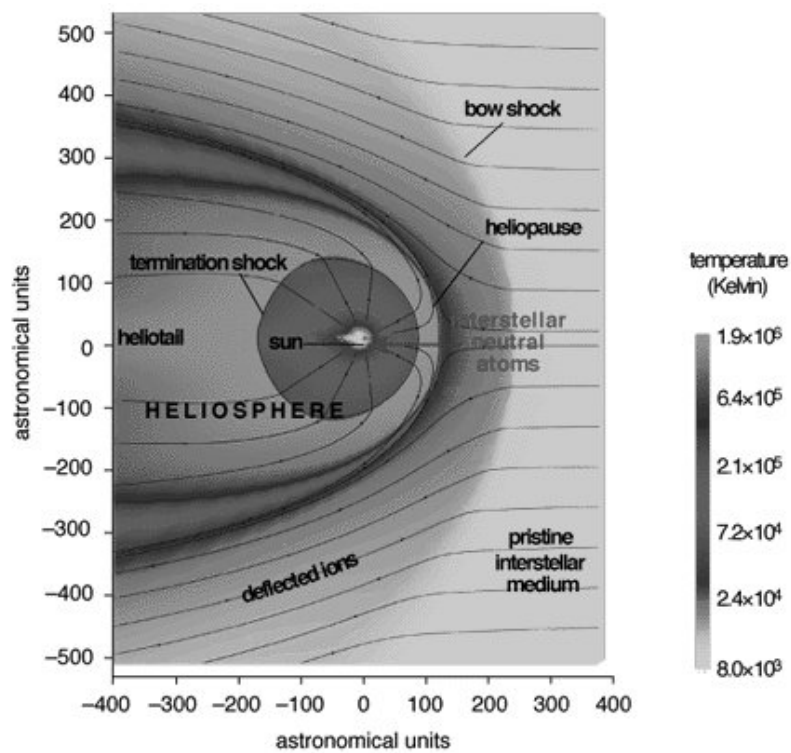 500
400
300
200
100
0
–100
–200
–300
–400
–500
astronomical units
–400
–300
–200
–100
0
100
200
300
400
astronomical units
bow shock
heliopause
termination shock
heliotail
sun
interstellar
neutral
atoms
HELIOSPHERE
deflected ions
pristine
interstellar
medium
temperature
(Kelvin)
1.9×10⁶
6.4×10⁵
2.1×10⁵
7.2×10⁴
2.4×10⁴
8.0×10³